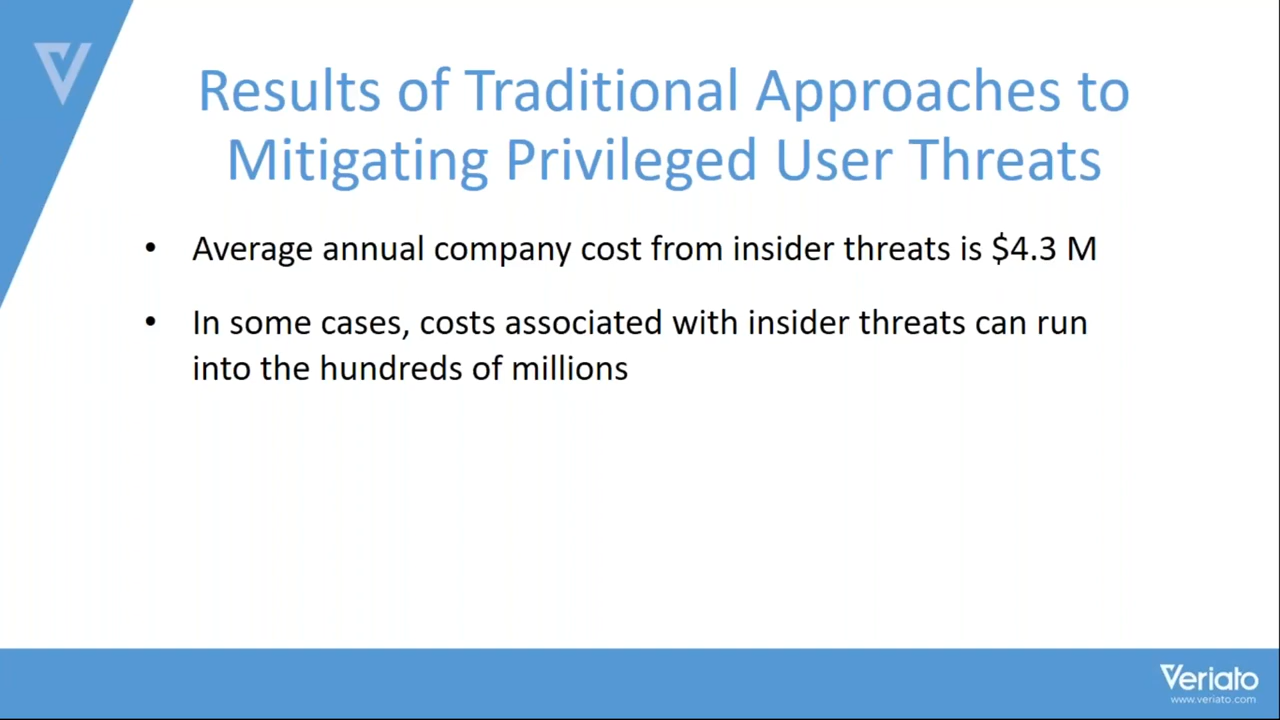 Results of Traditional Approaches to
Mitigating Privileged User Threats
• Average annual company cost from insider threats is $4.3 M
• In some cases, costs associated with insider threats can run
into the hundreds of millions
Veriato
www.veriato.com